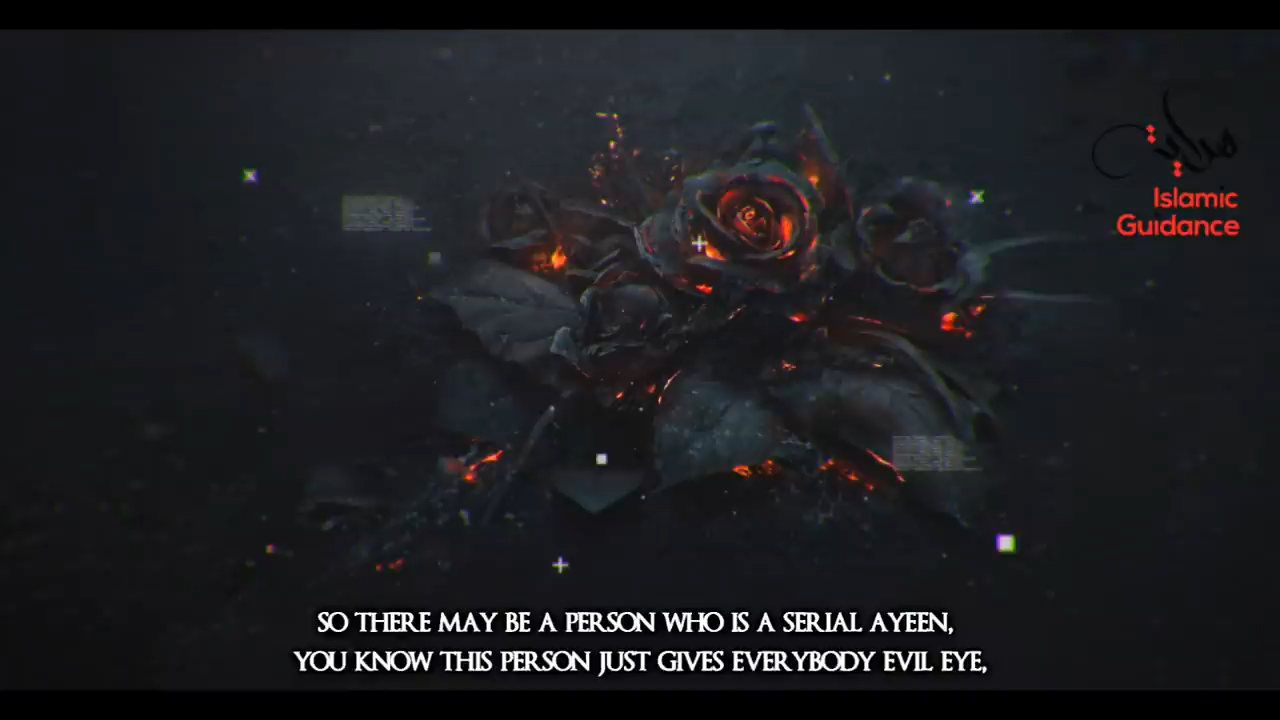 هداية
Islamic
Guidance
SO THERE MAY BE A PERSON WHO IS A SERIAL AYEEN,
YOU KNOW THIS PERSON JUST GIVES EVERYBODY EVIL EYE,